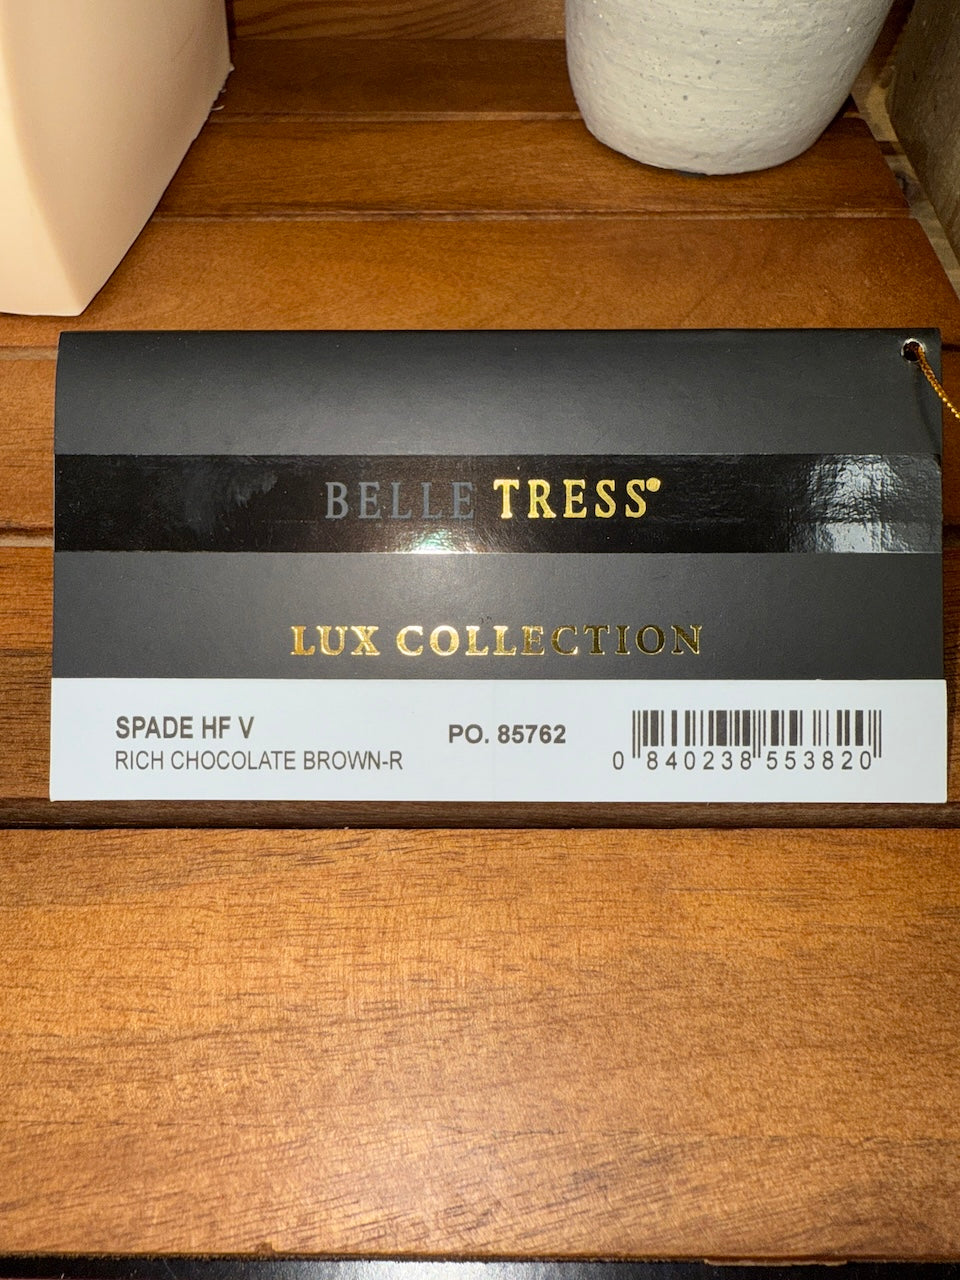 BELLE TRESS®
LUX COLLECTION
SPADE HF V
RICH CHOCOLATE BROWN-R
PO. 85762
0 840238 553820